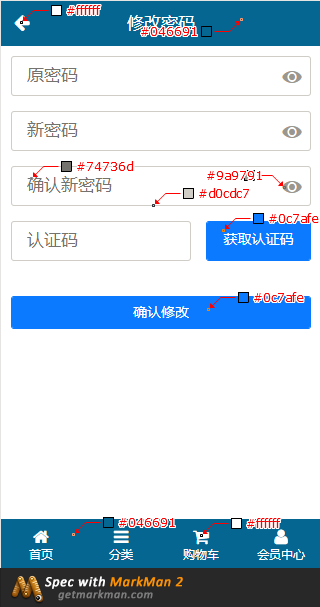 #ffffff
修改密码
#046691
原密码
新密码
#74736d
#9a9791
确认新密码
#d0cdc7
#0c7afe
认证码
获取认证码
#0c7afe
确认修改
#046691
#ffffff
首页
分类
购物车
会员中心
Spec with MarkMan 2
getmarkman.com